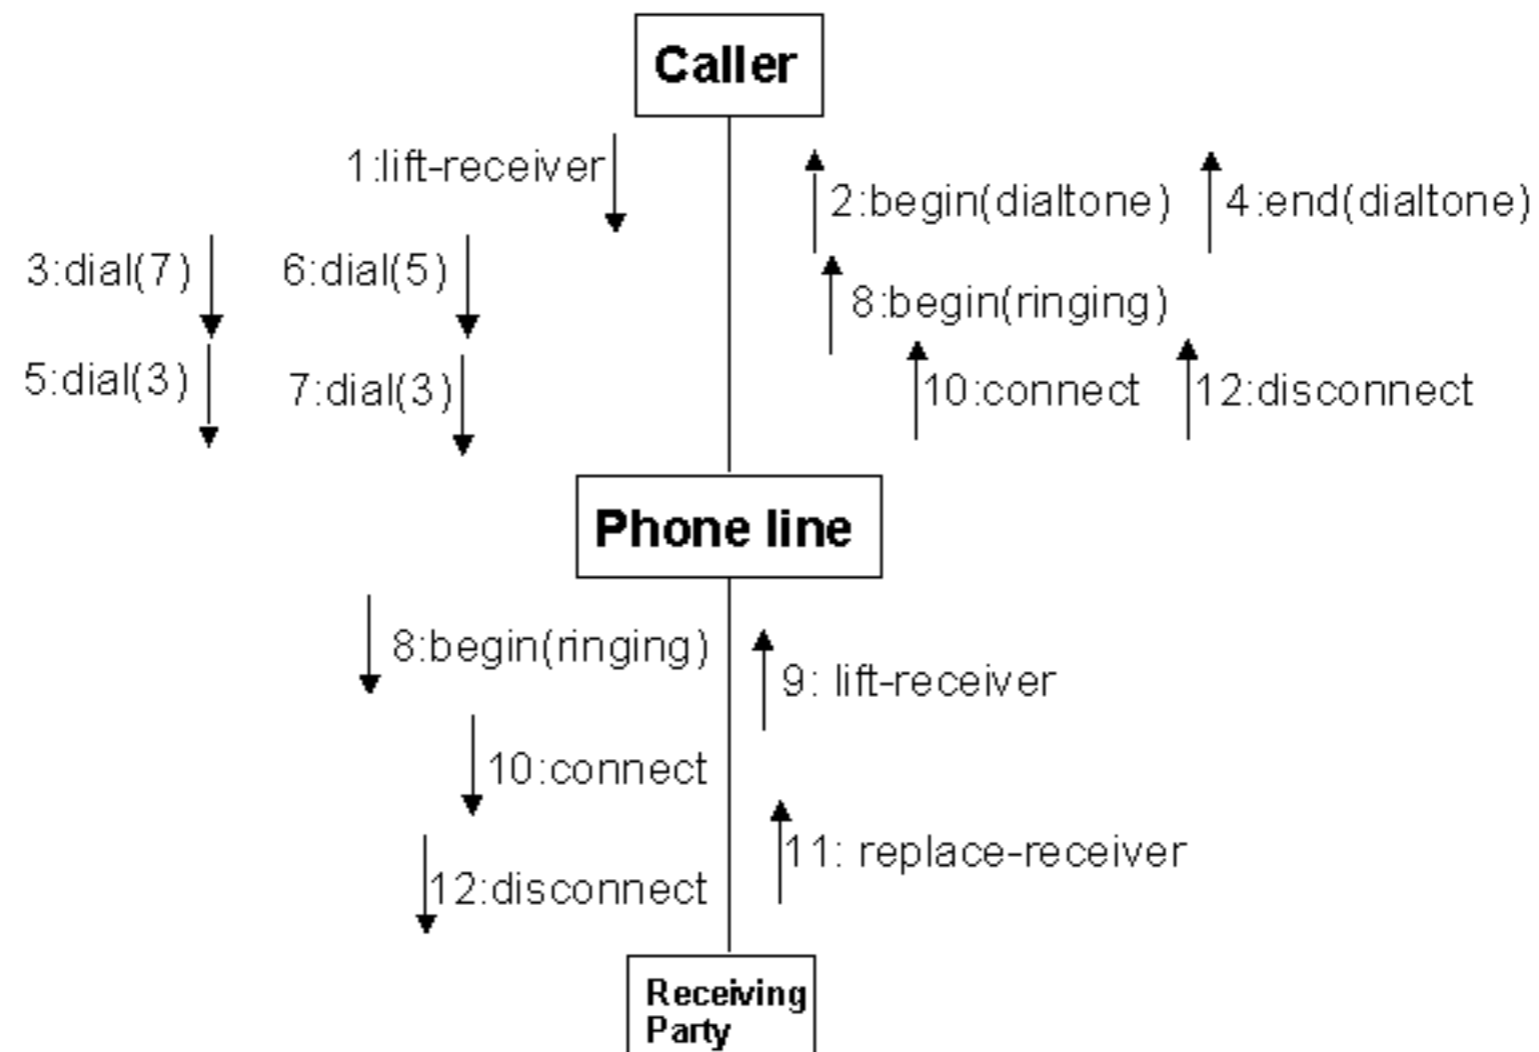 Caller
1:lift-receiver
2:begin(dialtone)
4:end(dialtone)
3:dial(7)
6:dial(5)
8:begin(ringing)
5:dial(3)
7:dial(3)
10:connect
12:disconnect
Phone line
8:begin(ringing)
9: lift-receiver
10:connect
11: replace-receiver
12:disconnect
Receiving
Party